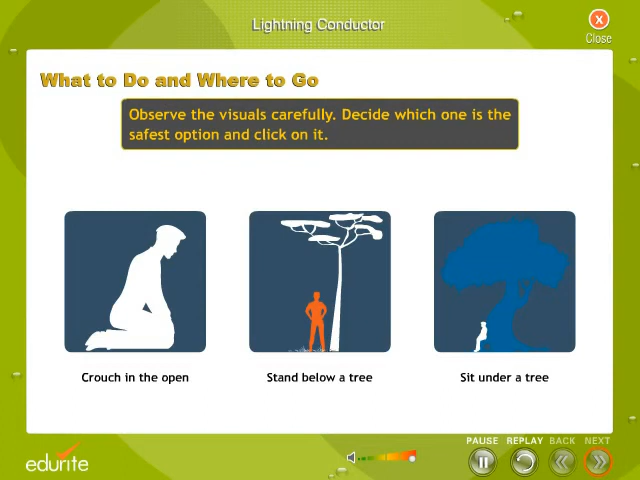 Lightning Conductor
X
Close
What to Do and Where to Go
Observe the visuals carefully. Decide which one is the
safest option and click on it.
Crouch in the open
Stand below a tree
Sit under a tree
PAUSE REPLAY BACK NEXT
edurite